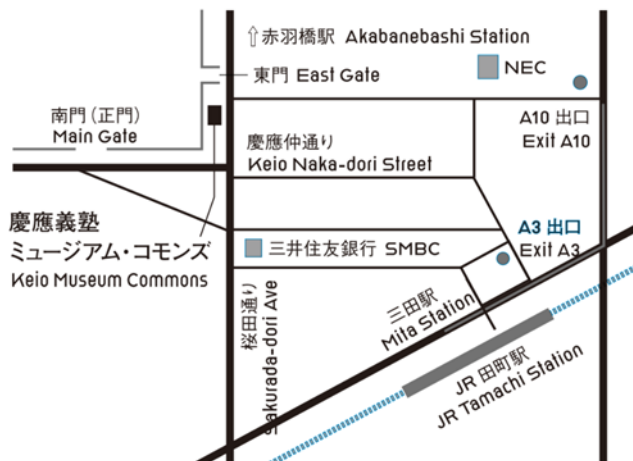 ⇧赤羽橋駅 Akabanebashi Station
NEC
東門 East Gate
南門(正門)
Main Gate
A10 出口
Exit A10
慶應仲通り
Keio Naka-dori Street
慶應義塾
ミュージアム・コモンズ
Keio Museum Commons
A3 出口
Exit A3
三井住友銀行 SMBC
桜田通り
Sakurada-dori Ave
三田駅
Mita Station
JR 田町駅
JR Tamachi Station